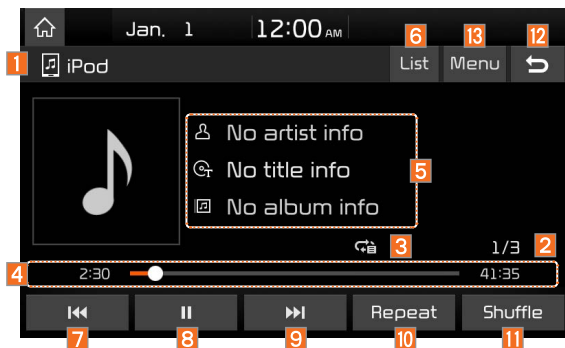 Jan. 1 12:00 AM
6 13 12
1 iPod List Menu
No artist info
No title info 5
No album info
3 1/3 2
4 2:30 41:35
Repeat Shuffle
7 8 9 10 11